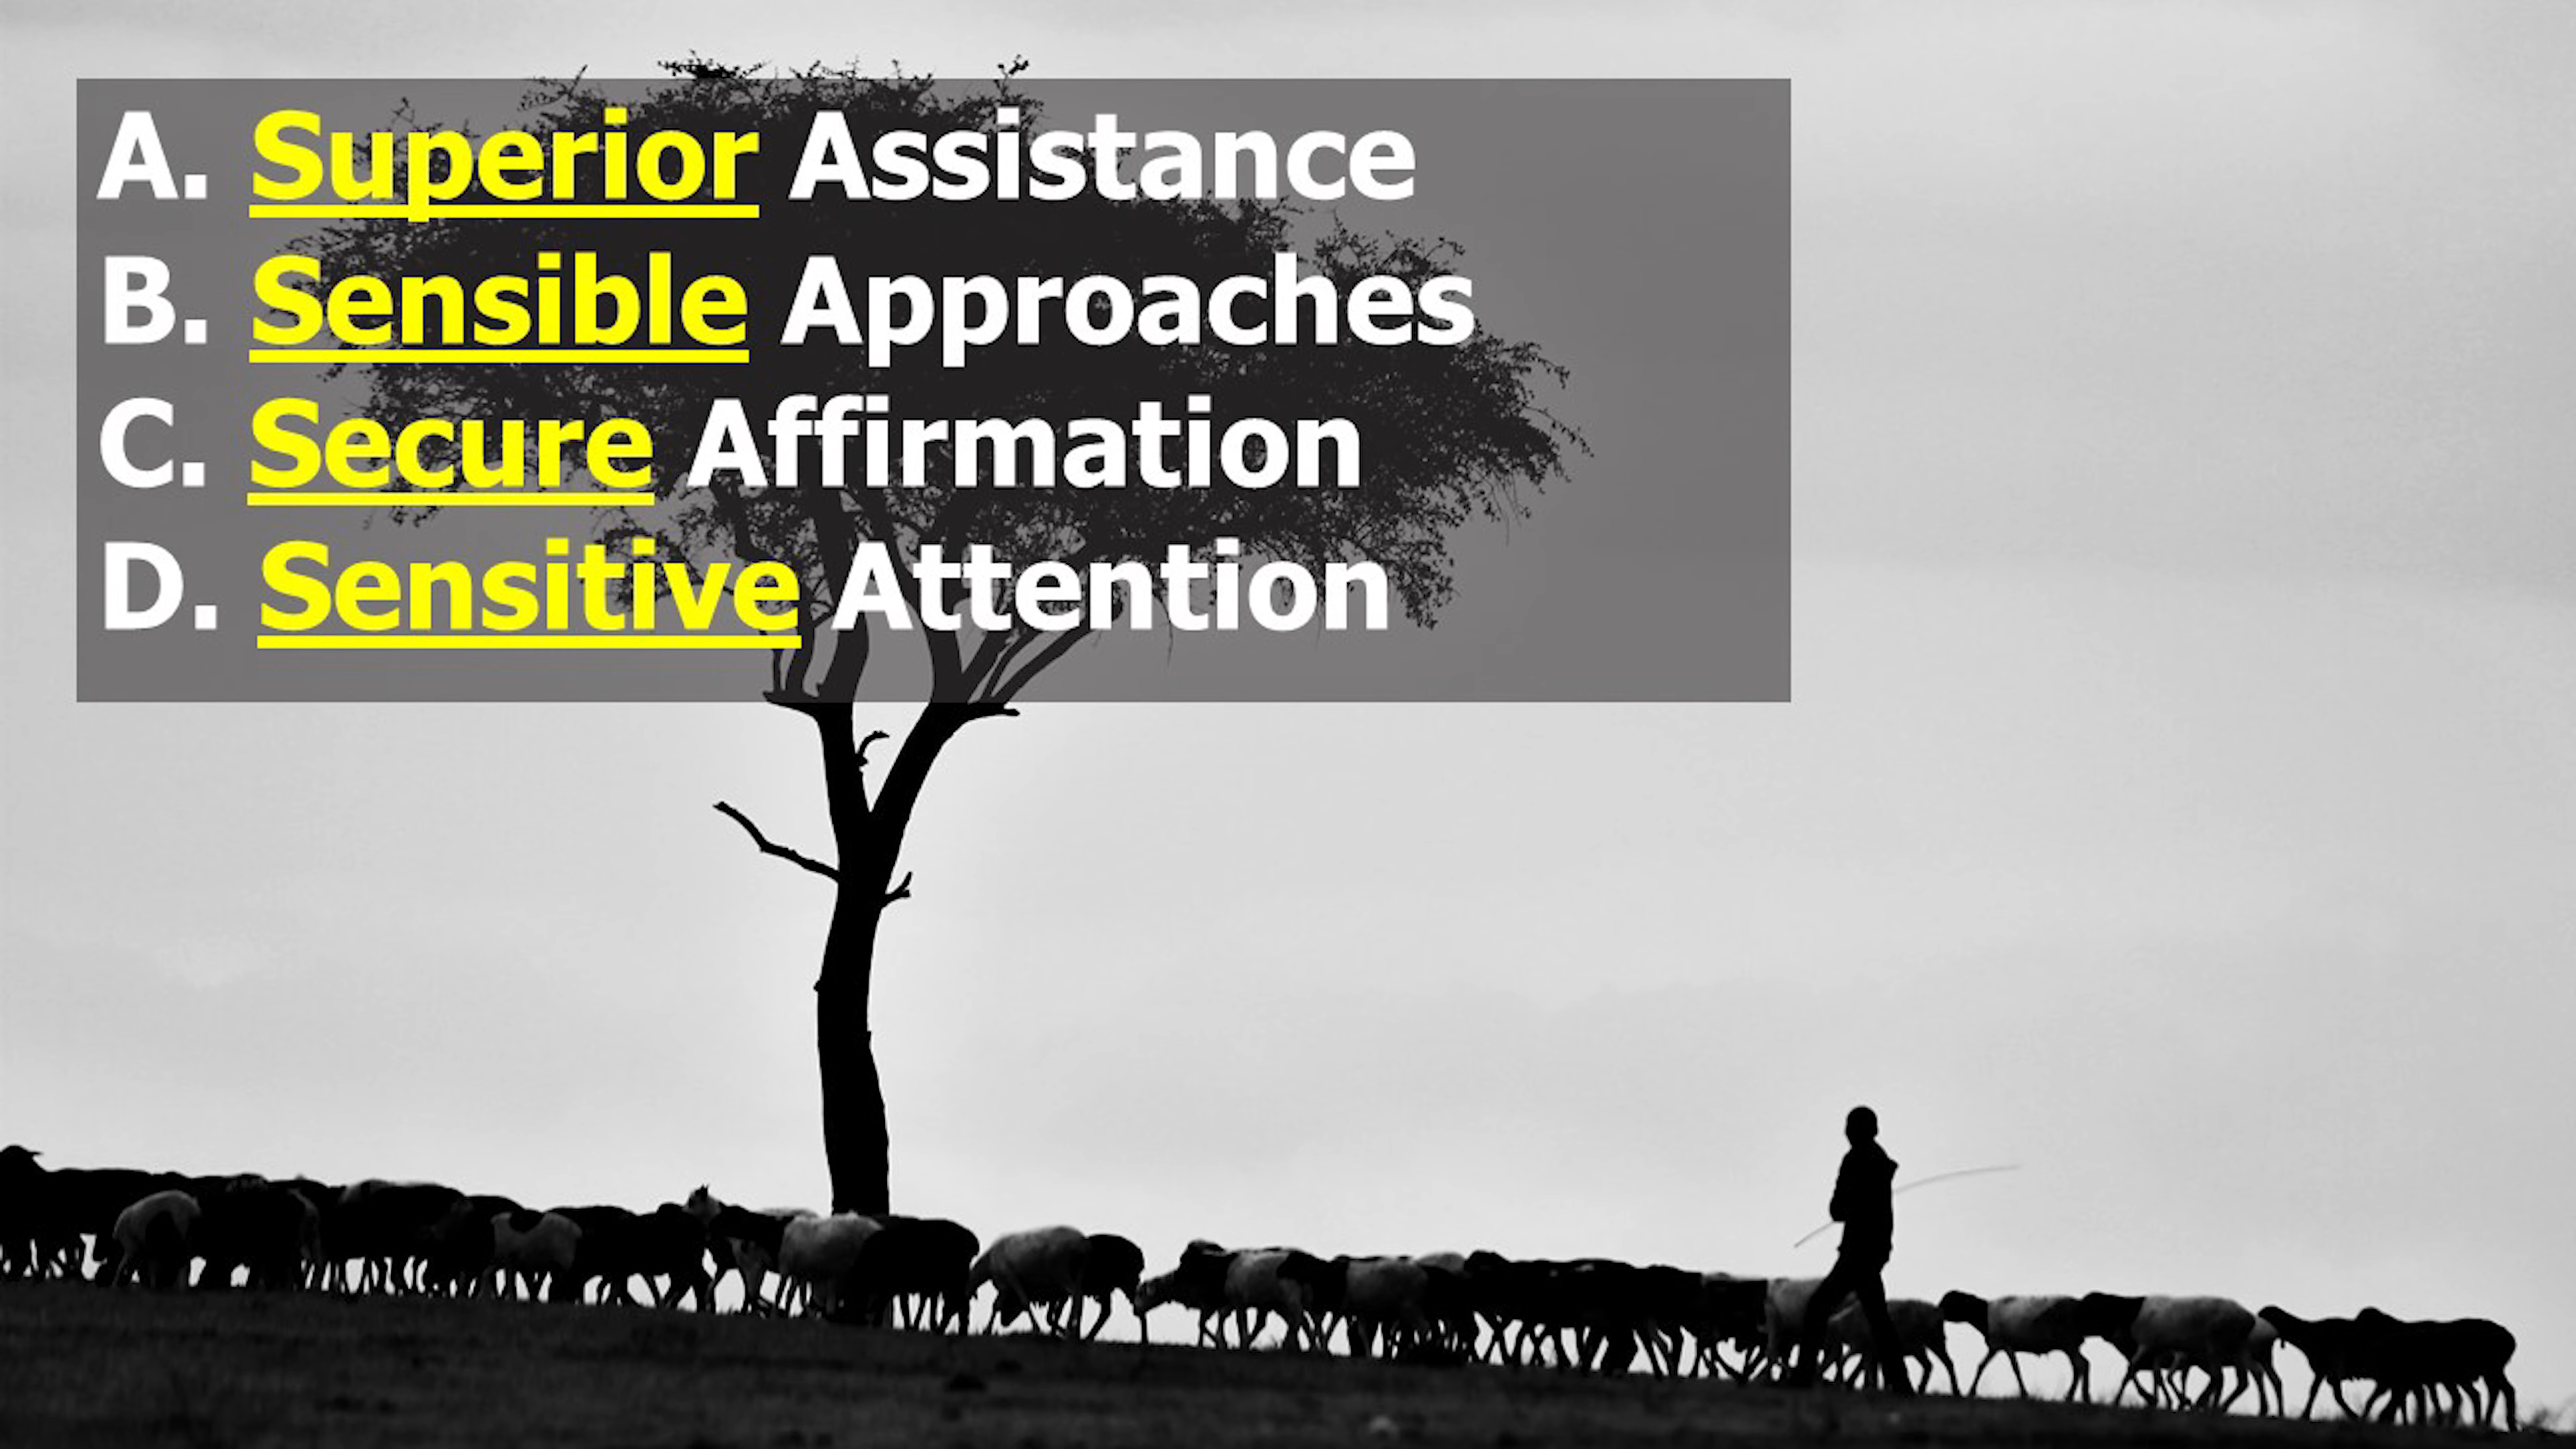 A. Superior Assistance
B. Sensible Approaches
C. Secure Affirmation
D. Sensitive Attention